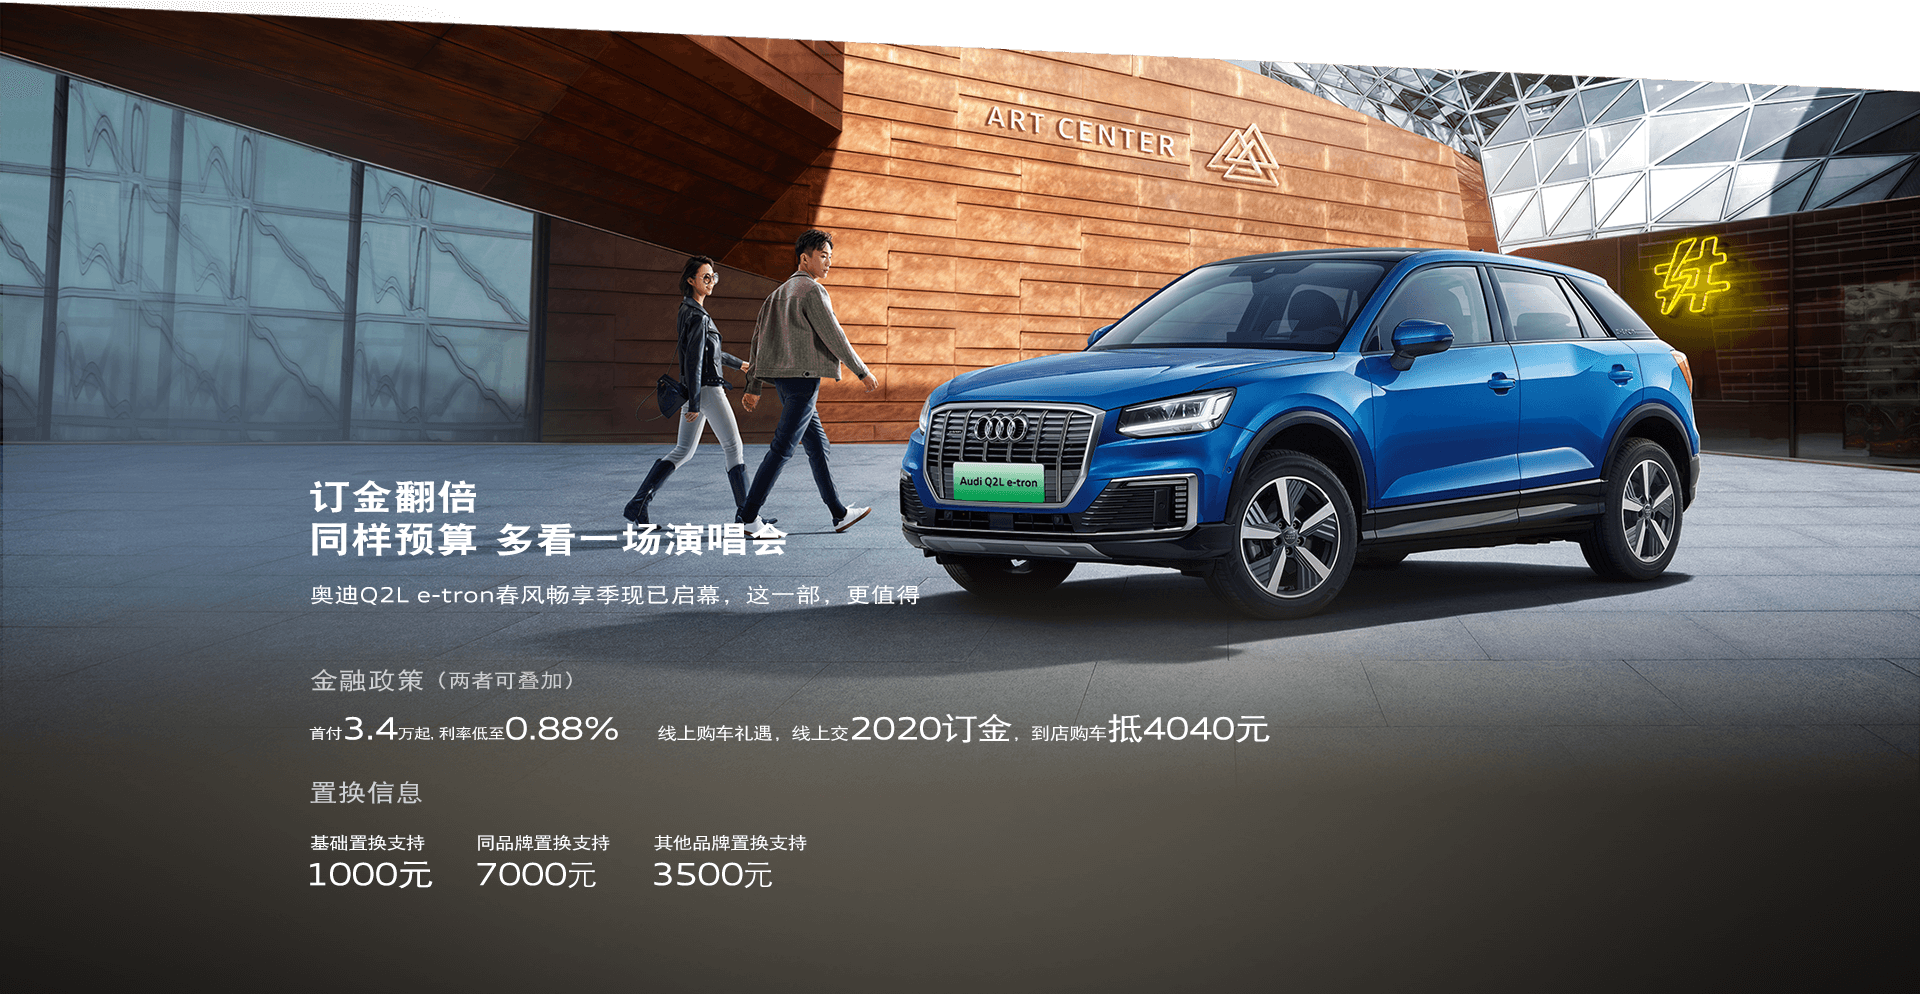 ART CENTER
Audi Q2L e-tron
订金翻倍
同样预算 多看一场演唱会
奥迪Q2L e-tron春风畅享季现已启幕，这一部，更值得
金融政策（两者可叠加）
首付3.4万起, 利率低至0.88% 线上购车礼遇，线上交2020订金，到店购车抵4040元
置换信息
基础置换支持 同品牌置换支持 其他品牌置换支持
1000元 7000元 3500元